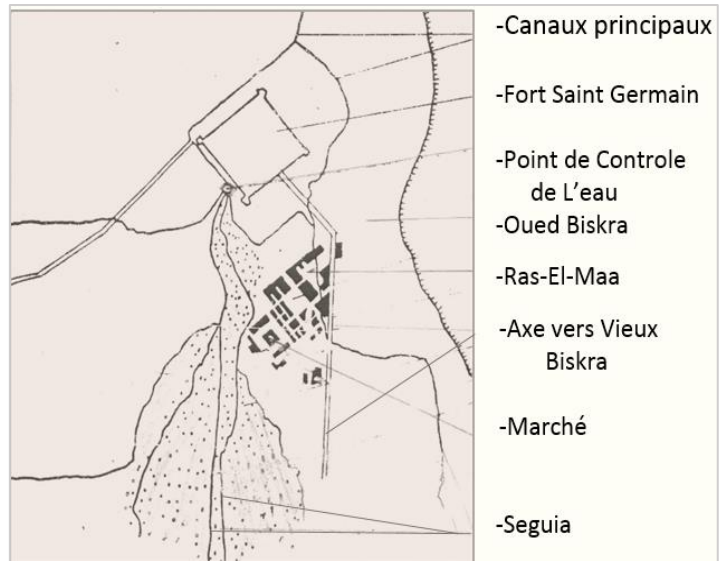 -Canaux principaux
-Fort Saint Germain
-Point de Controle
de L'eau
-Oued Biskra
-Ras-El-Maa
-Axe vers Vieux
Biskra
-Marché
-Seguia